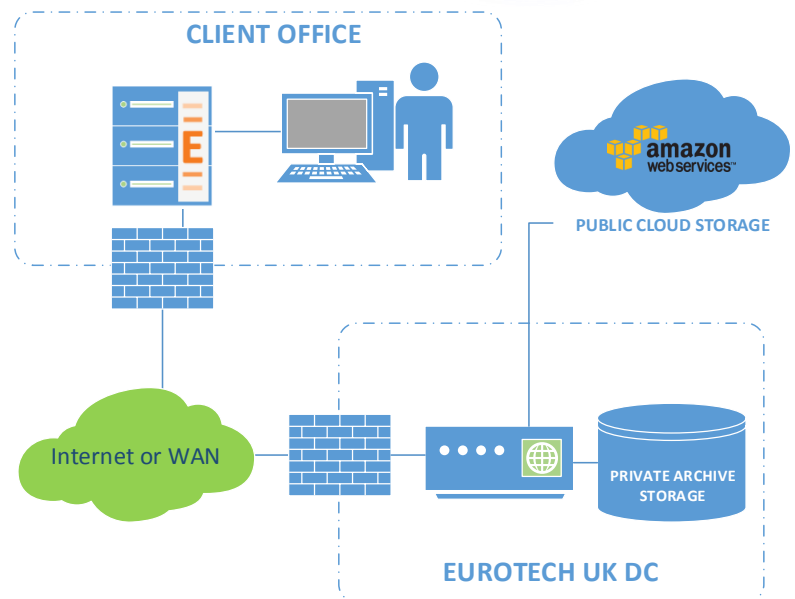 CLIENT OFFICE
E
amazon
webservices™
PUBLIC CLOUD STORAGE
Internet or WAN
PRIVATE ARCHIVE
STORAGE
EUROTECH UK DC